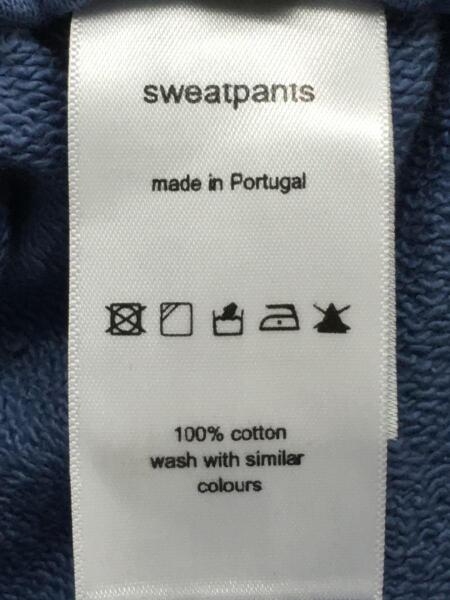 sweatpants
made in Portugal
100% cotton
wash with similar
colours